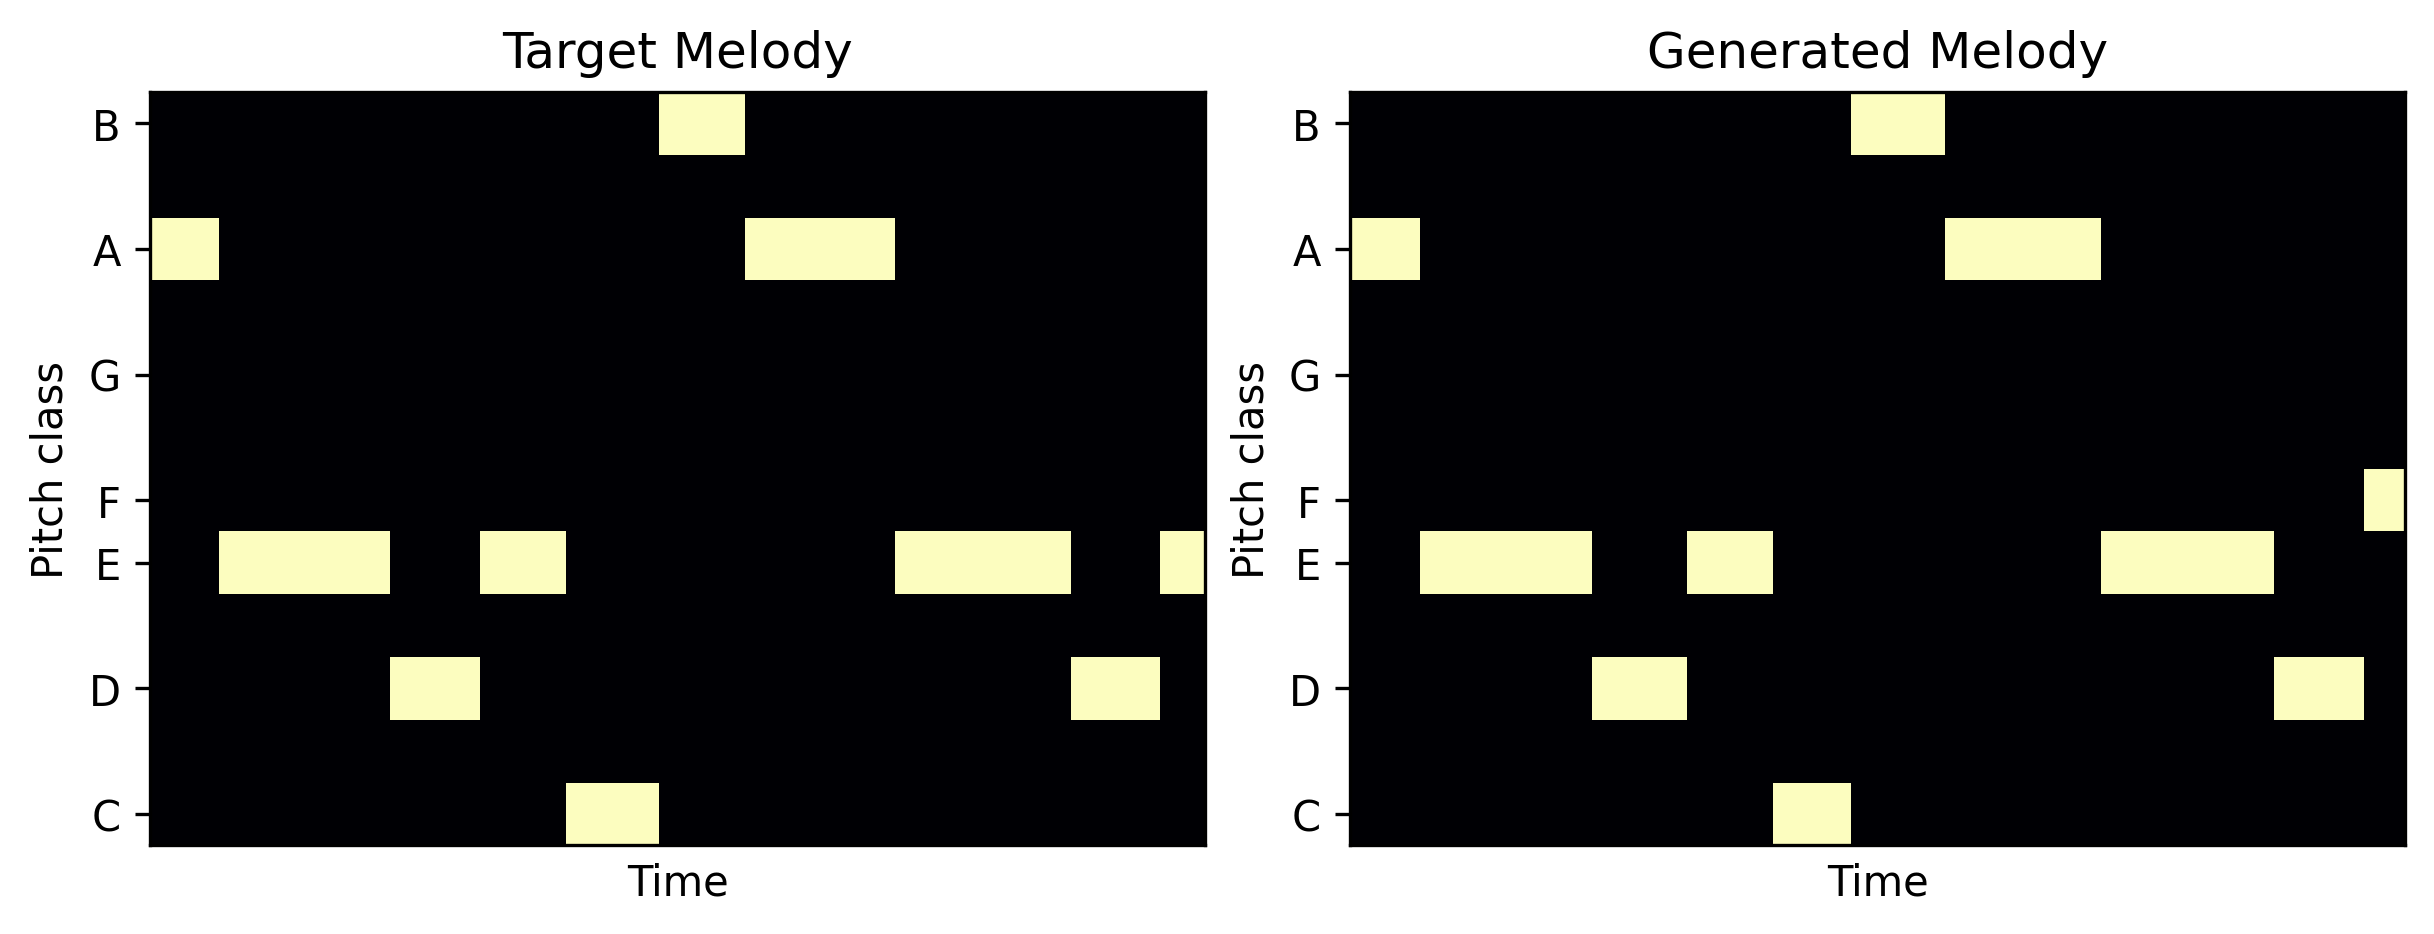 Target Melody
B
A
G
F
E
D
C
Pitch class
Time
Generated Melody
B
A
G
F
E
D
C
Pitch class
Time